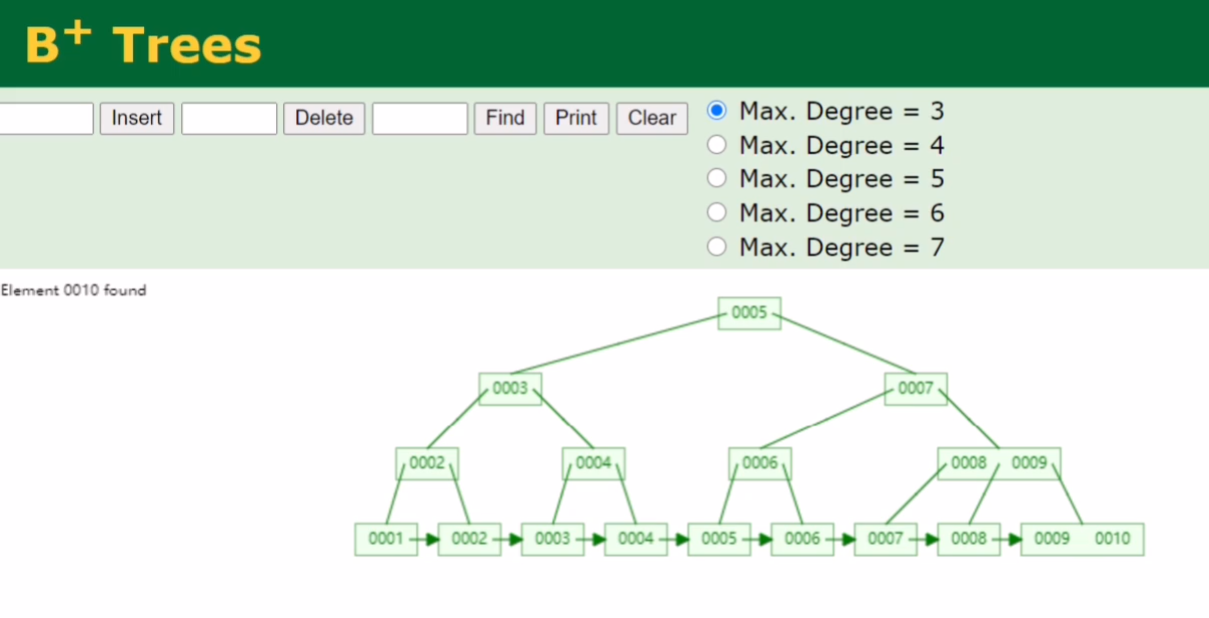 B+ Trees
Insert Delete Find Print Clear
Max. Degree = 3
Max. Degree = 4
Max. Degree = 5
Max. Degree = 6
Max. Degree = 7
Element 0010 found
0005
0003 0007
0002 0004 0006 0008 0009
0001 0002 0003 0004 0005 0006 0007 0008 0009 0010